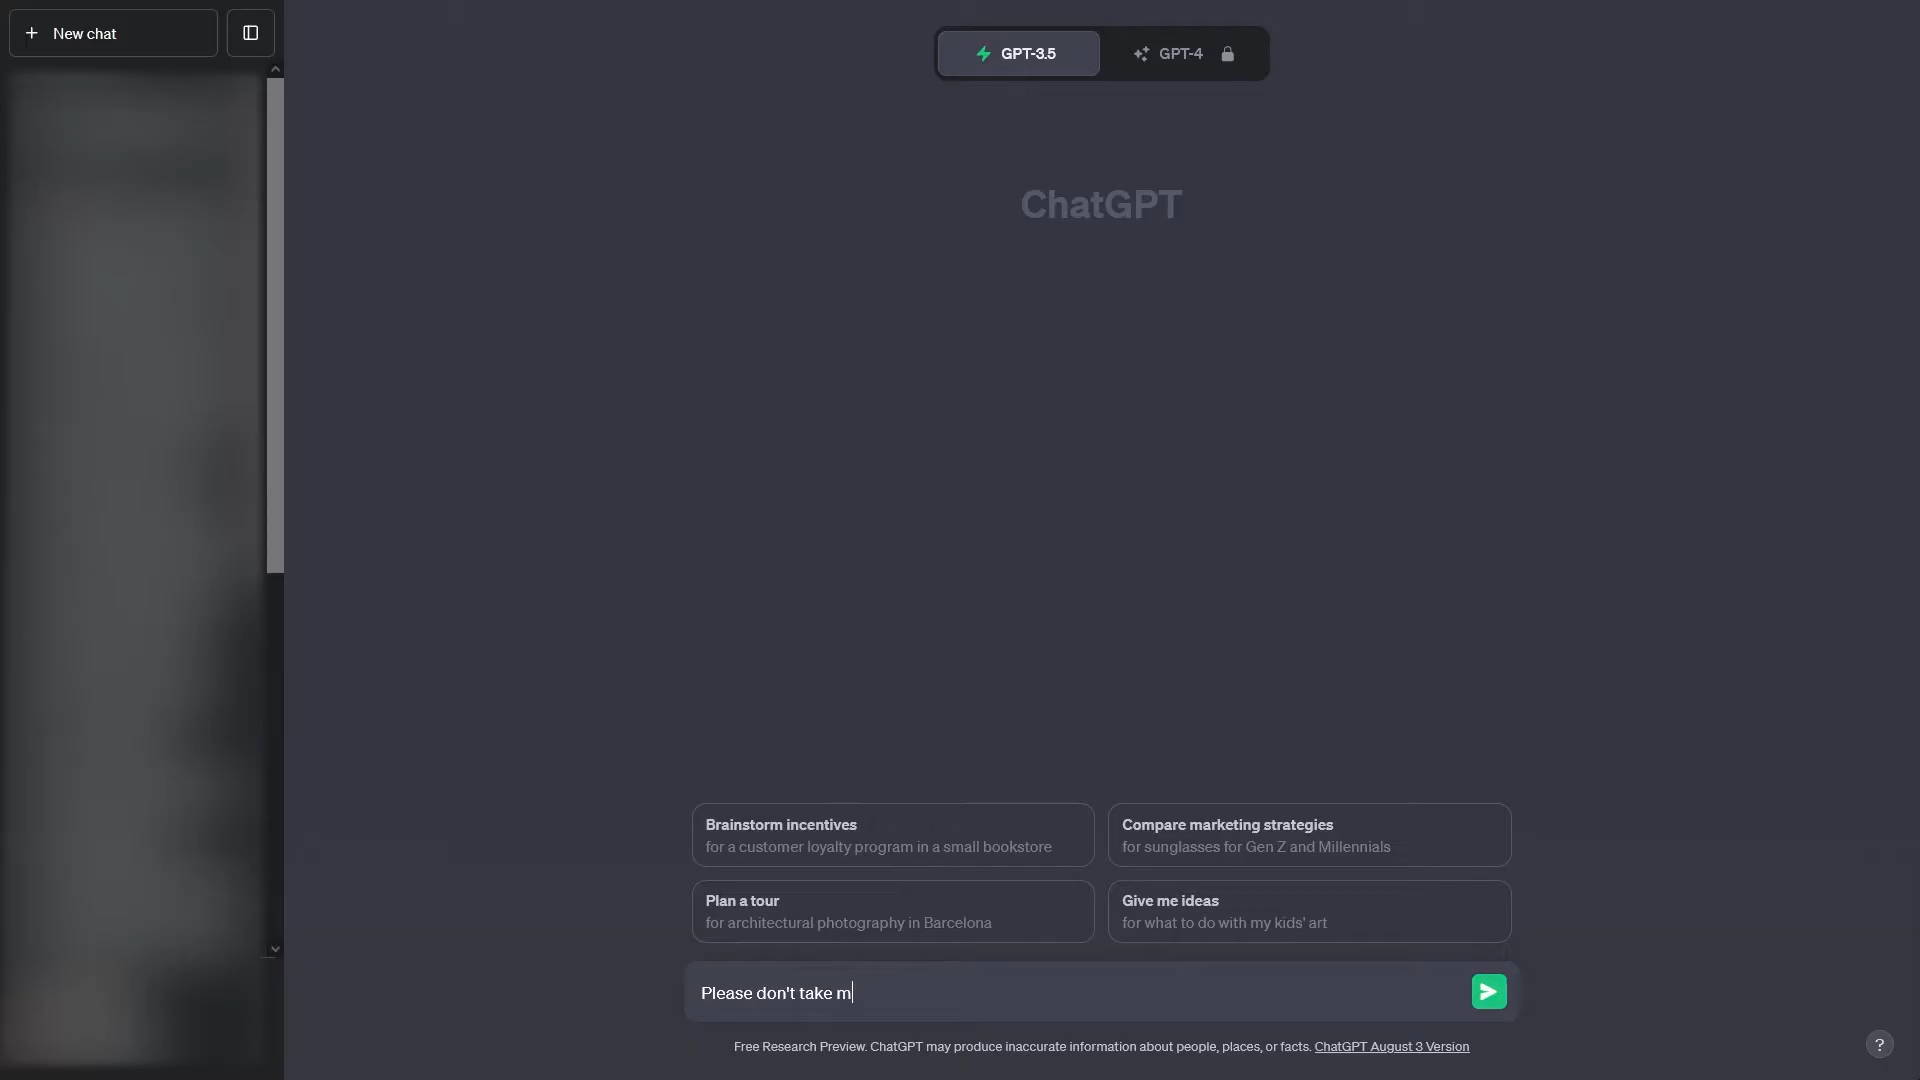 New chat
GPT-3.5
GPT-4
ChatGPT
Brainstorm incentives
for a customer loyalty program in a small bookstore
Compare marketing strategies
for sunglasses for Gen Z and Millennials
Plan a tour
for architectural photography in Barcelona
Give me ideas
for what to do with my kids' art
Please don't take m
Free Research Preview. ChatGPT may produce inaccurate information about people, places, or facts. ChatGPT August 3 Version
?